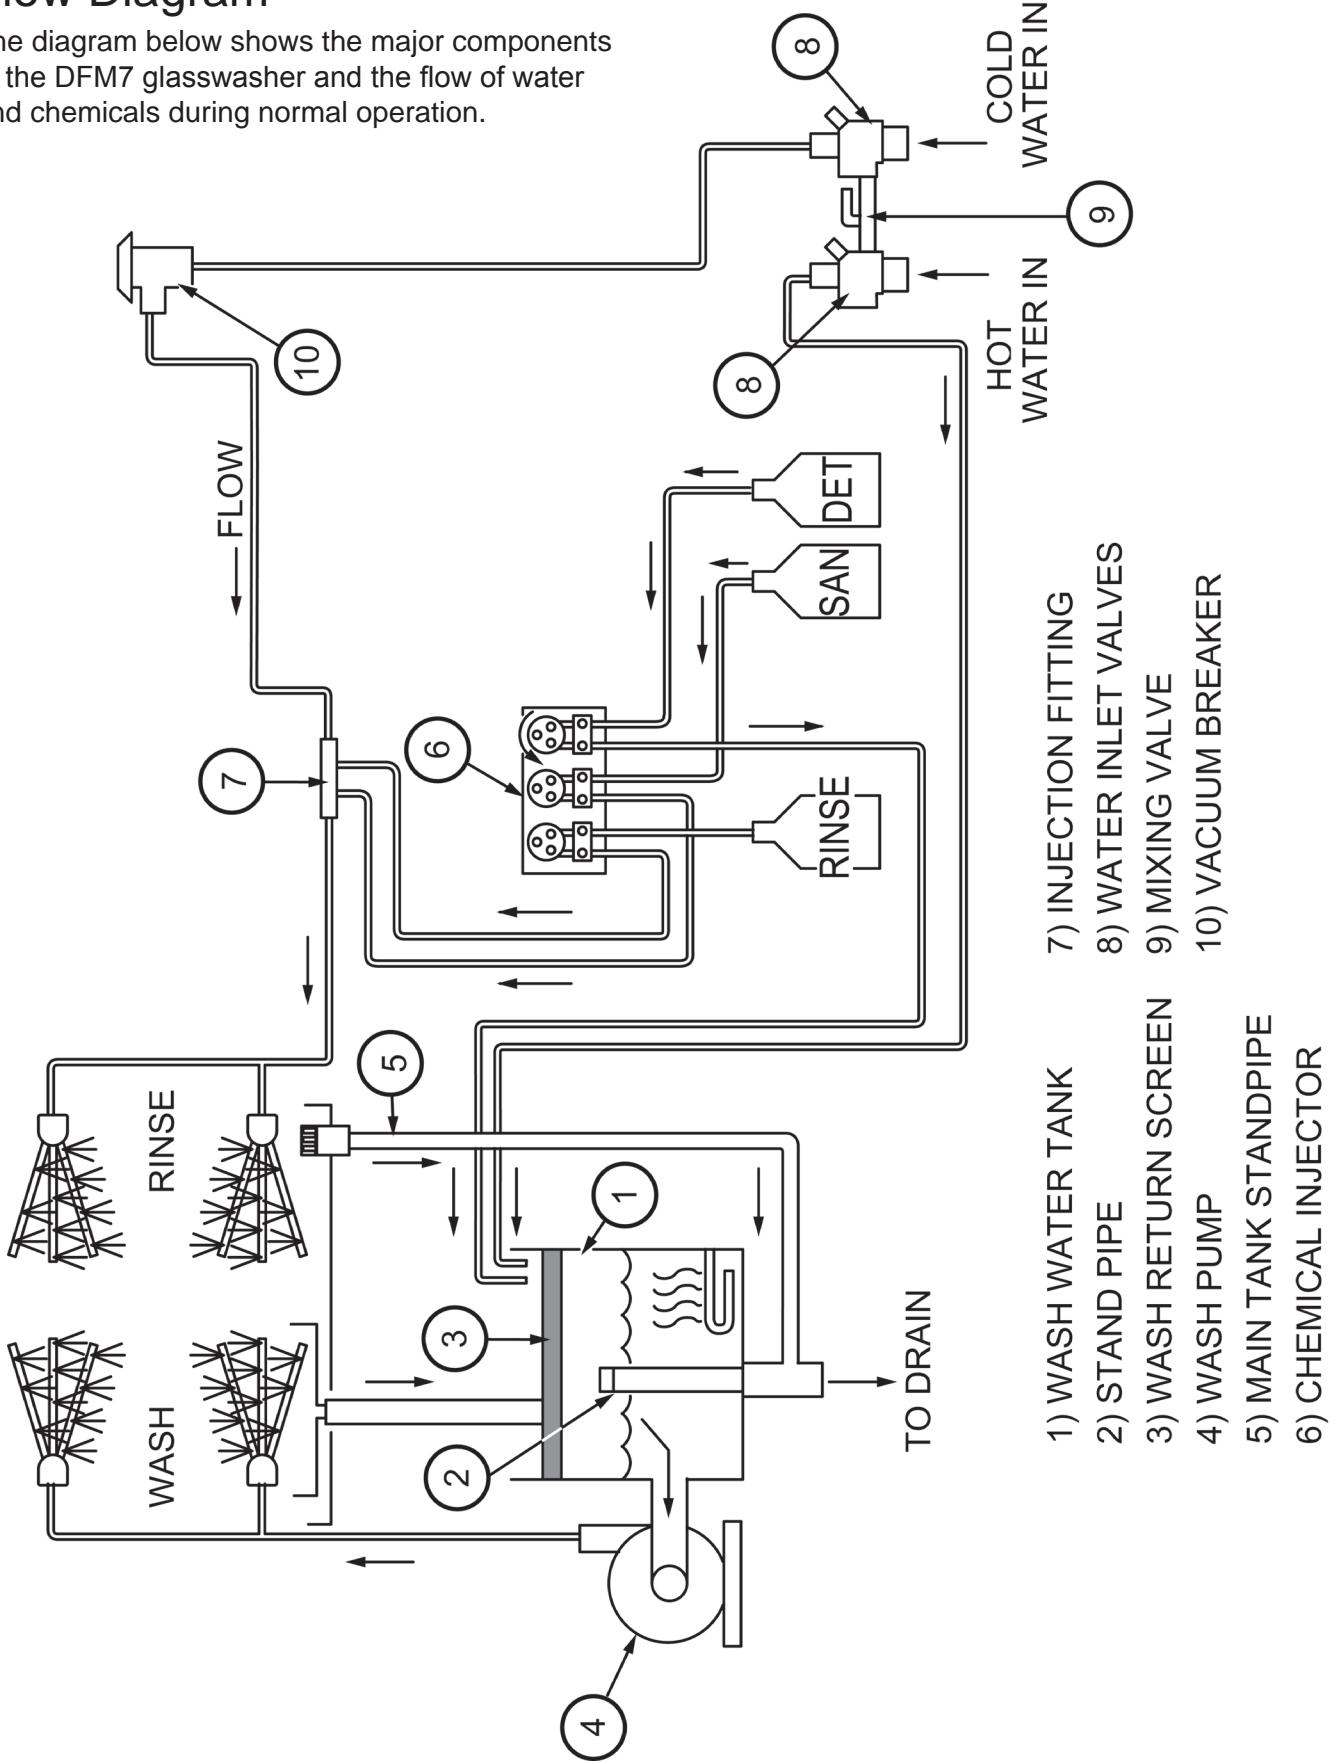 ow Diagram
e diagram below shows the major components
the DFM7 glasswasher and the flow of water
d chemicals during normal operation.
COLD
WATER IN
HOT
WATER IN
8
8
9
10
FLOW
7
6
DET
SAN
RINSE
5
RINSE
WASH
1
3
2
4
TO DRAIN
1) WASH WATER TANK
2) STAND PIPE
3) WASH RETURN SCREEN
4) WASH PUMP
5) MAIN TANK STANDPIPE
6) CHEMICAL INJECTOR
7) INJECTION FITTING
8) WATER INLET VALVES
9) MIXING VALVE
10) VACUUM BREAKER